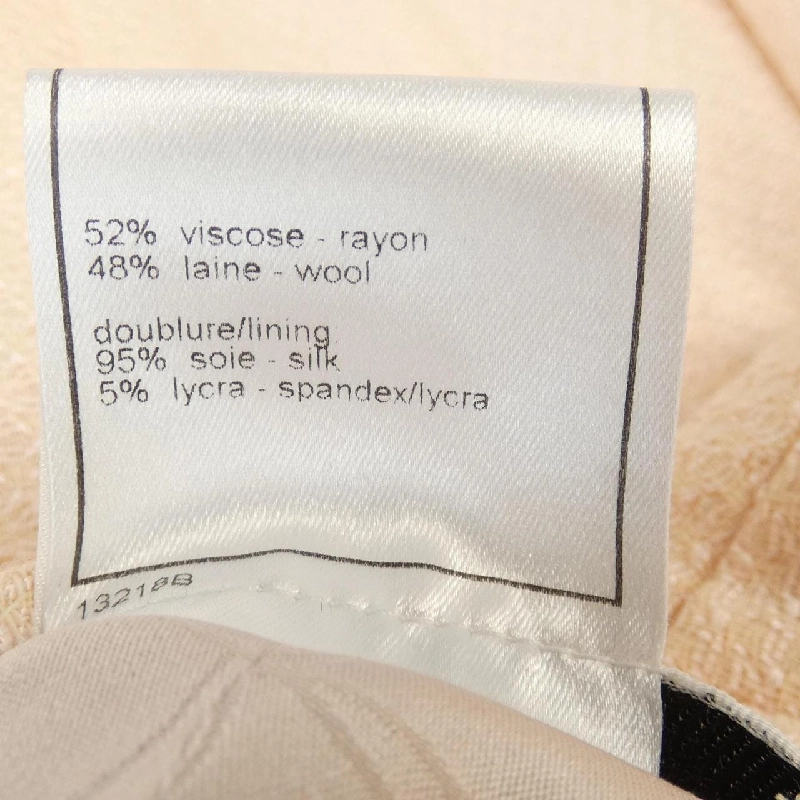 52% viscose - rayon
48% laine - wool
doublure/lining
95% soie - silk
5% lycra - spandex/lycra
13218B